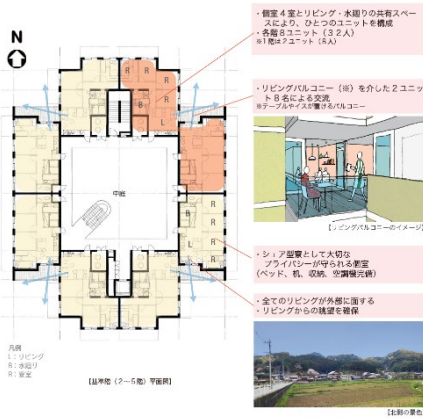 N
・個室４室とリビング・水廻りの共有スペー
スにより、ひとつのユニットを構成
・各階８ユニット（３２人）
※１階は２ユニット（８人）
・リビングバルコニー（※）を介した２ユニッ
ト８名による交流
※テーブルやイスが置けるバルコニー
【リビングバルコニーのイメージ】
・シェア型寮として大切な
プライバシーが守られる個室
（ベッド、机、収納、空調機完備）
・全てのリビングが外部に面する
・リビングからの眺望を確保
【北側の景色】
R
R
R
B
R
L
中庭
R
B
R
L
R
R
凡例
L：リビング
B：水廻り
R：寝室
【基準階（２～５階）平面図】